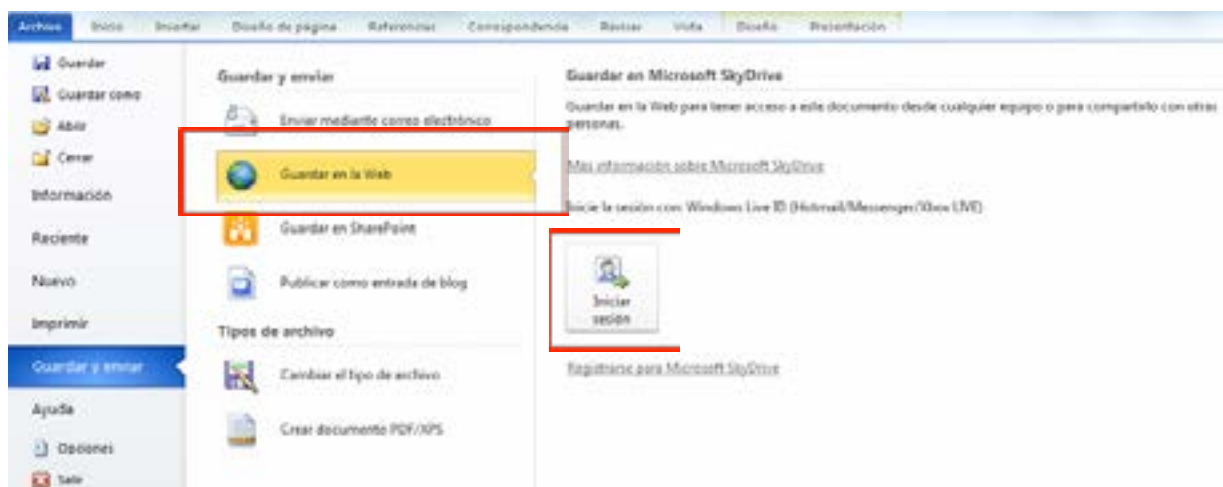 Archivo Inicio Insertar Diseño de página Referencias Correspondencia Revisar Vista Diseño Presentación
Guardar
Guardar como
Abrir
Cerrar
Información
Reciente
Nuevo
Imprimir
Guardar y enviar
Ayuda
Opciones
Salir
Guardar y enviar
Enviar mediante correo electrónico
Guardar en la Web
Guardar en SharePoint
Publicar como entrada de blog
Tipos de archivo
Cambiar el tipo de archivo
Crear documento PDF/XPS
Guardar en Microsoft SkyDrive
Guardar en la Web para tener acceso a este documento desde cualquier equipo o para compartirlo con otras
personas.
Más información sobre Microsoft SkyDrive
Inicie la sesión con: Windows Live ID (Hotmail/Messenger/Xbox LIVE)
Iniciar
sesión
Registrarse para Microsoft SkyDrive